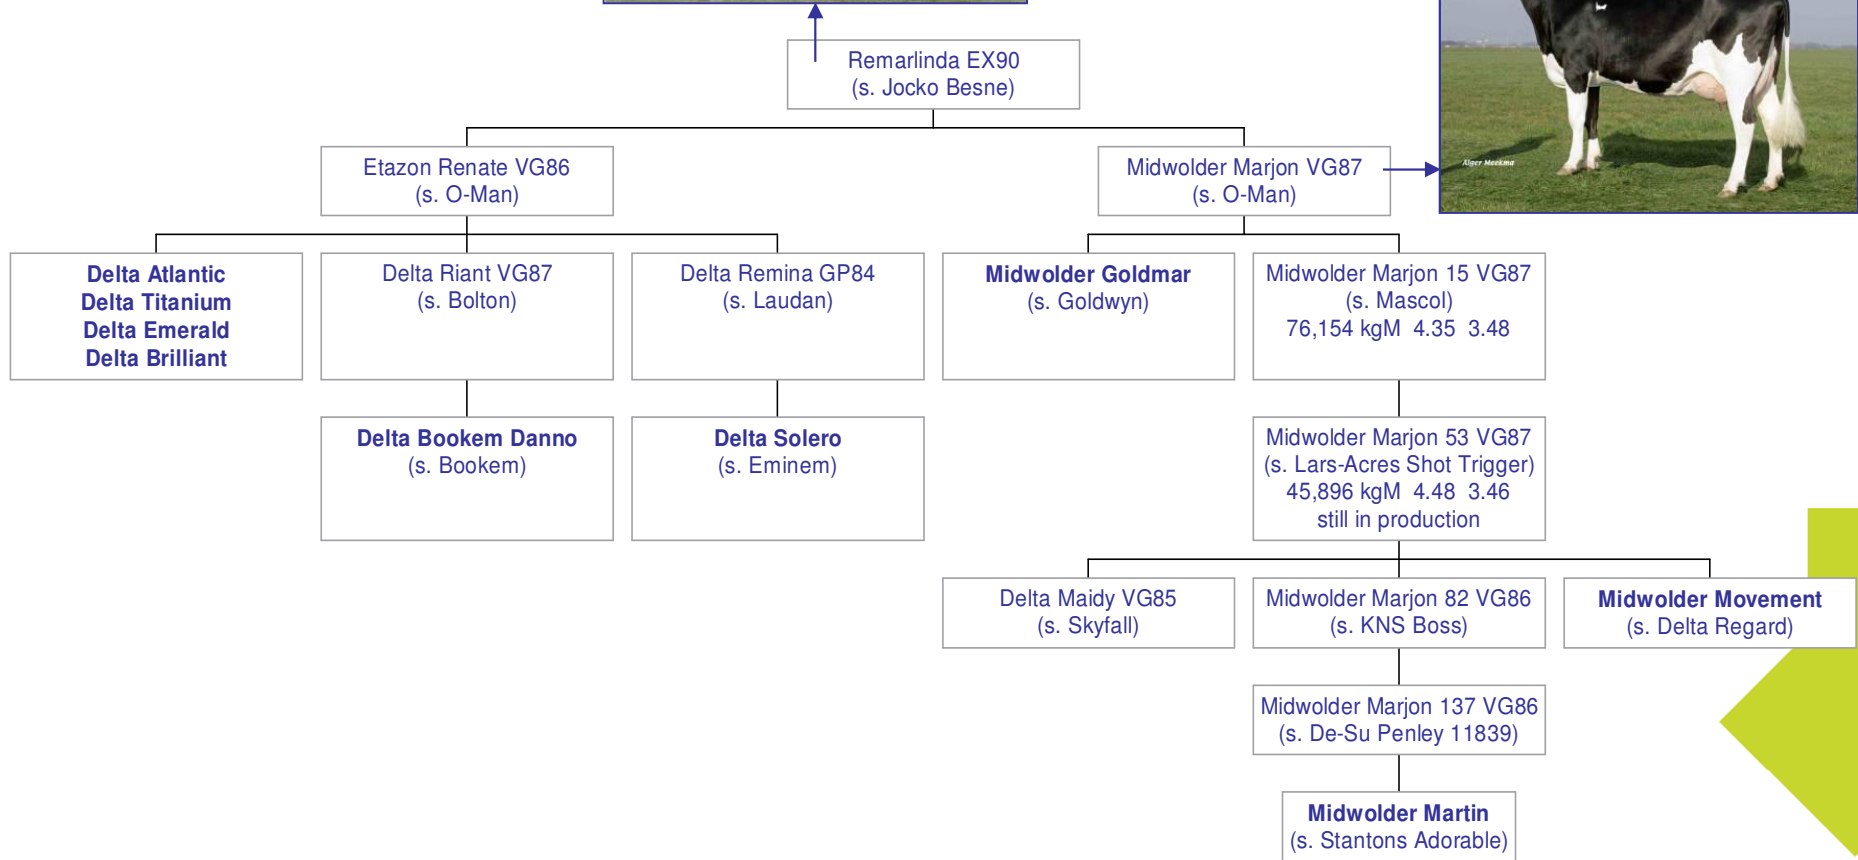 Remarlinda EX90
(s. Jocko Besne)
Etazon Renate VG86
(s. O-Man)
Midwolder Marjon VG87
(s. O-Man)
Alger Meekma
Delta Atlantic
Delta Titanium
Delta Emerald
Delta Brilliant
Delta Riant VG87
(s. Bolton)
Delta Remina GP84
(s. Laudan)
Midwolder Goldmar
(s. Goldwyn)
Midwolder Marjon 15 VG87
(s. Mascol)
76,154 kgM 4.35 3.48
Delta Bookem Danno
(s. Bookem)
Delta Solero
(s. Eminem)
Midwolder Marjon 53 VG87
(s. Lars-Acres Shot Trigger)
45,896 kgM 4.48 3.46
still in production
Delta Maidy VG85
(s. Skyfall)
Midwolder Marjon 82 VG86
(s. KNS Boss)
Midwolder Movement
(s. Delta Regard)
Midwolder Marjon 137 VG86
(s. De-Su Penley 11839)
Midwolder Martin
(s. Stantons Adorable)